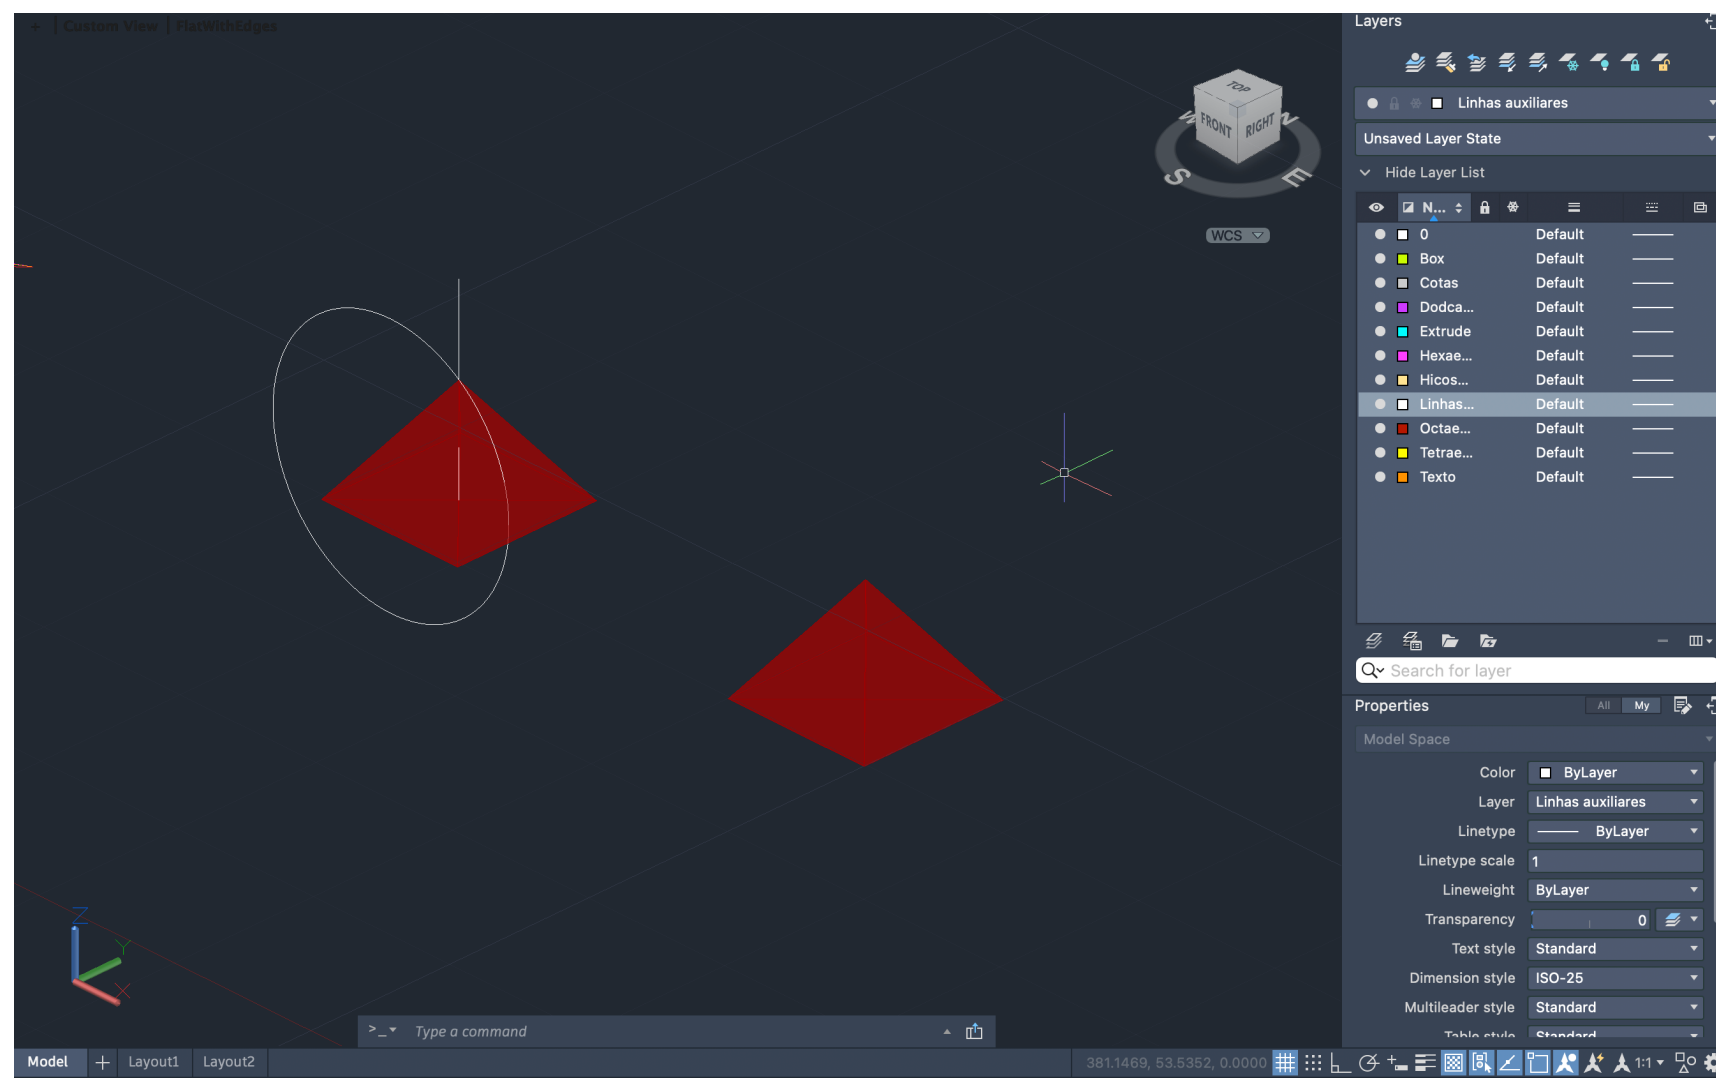 + | Custom View | FlatWithEdges
TOP
FRONT
RIGHT
W
N
S
E
WCS
Z
Y
X
>_ Type a command
Model
Layout1
Layout2
381.1469, 53.5352, 0.0000
1:1
Layers
Linhas auxiliares
Unsaved Layer State
Hide Layer List
N...
0 Default
Box Default
Cotas Default
Dodca... Default
Extrude Default
Hexae... Default
Hicos... Default
Linhas... Default
Octae... Default
Tetrae... Default
Texto Default
Search for layer
Properties All My
Model Space
Color ByLayer
Layer Linhas auxiliares
Linetype ByLayer
Linetype scale 1
Lineweight ByLayer
Transparency 0
Text style Standard
Dimension style ISO-25
Multileader style Standard
Table style Standard